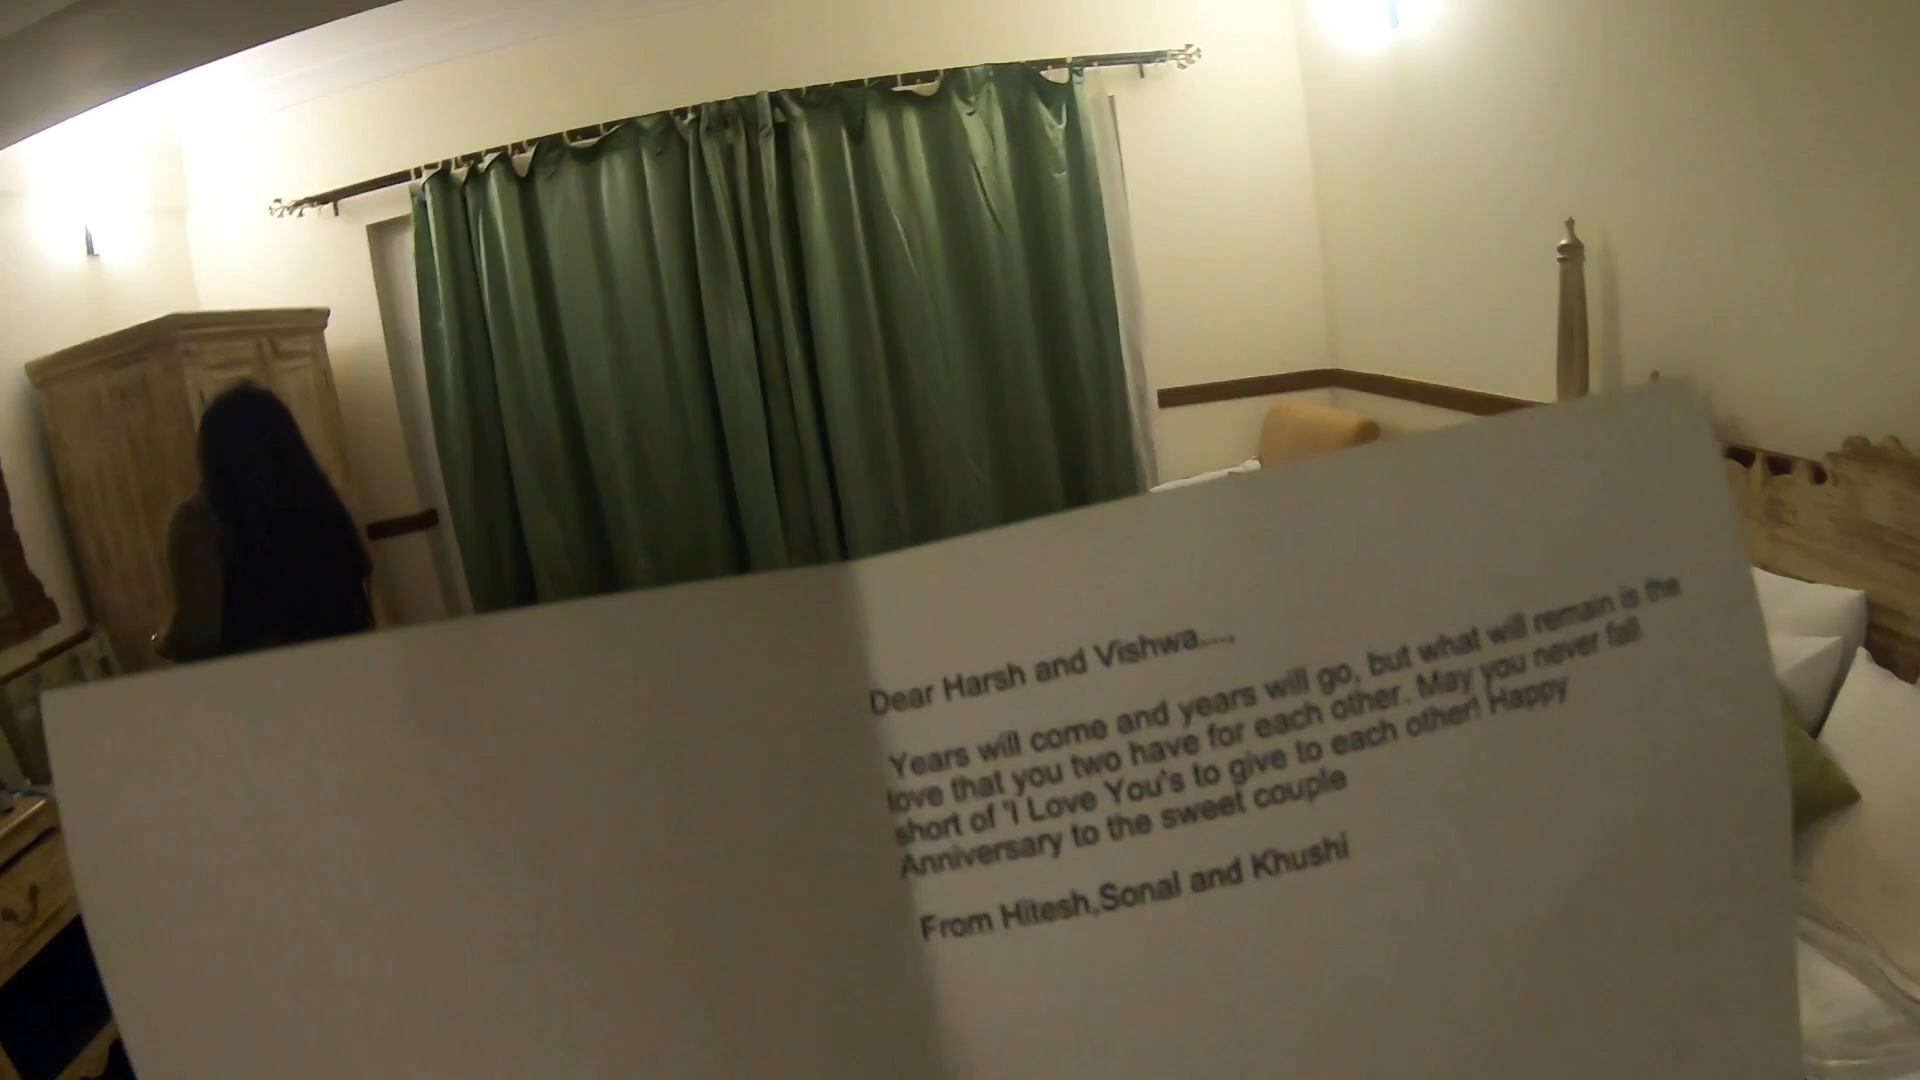 Dear Harsh and Vishwa....,
Years will come and years will go, but what will remain is the
love that you two have for each other. May you never fall
short of 'I Love You's to give to each other! Happy
Anniversary to the sweet couple
From Hitesh,Sonal and Khushi